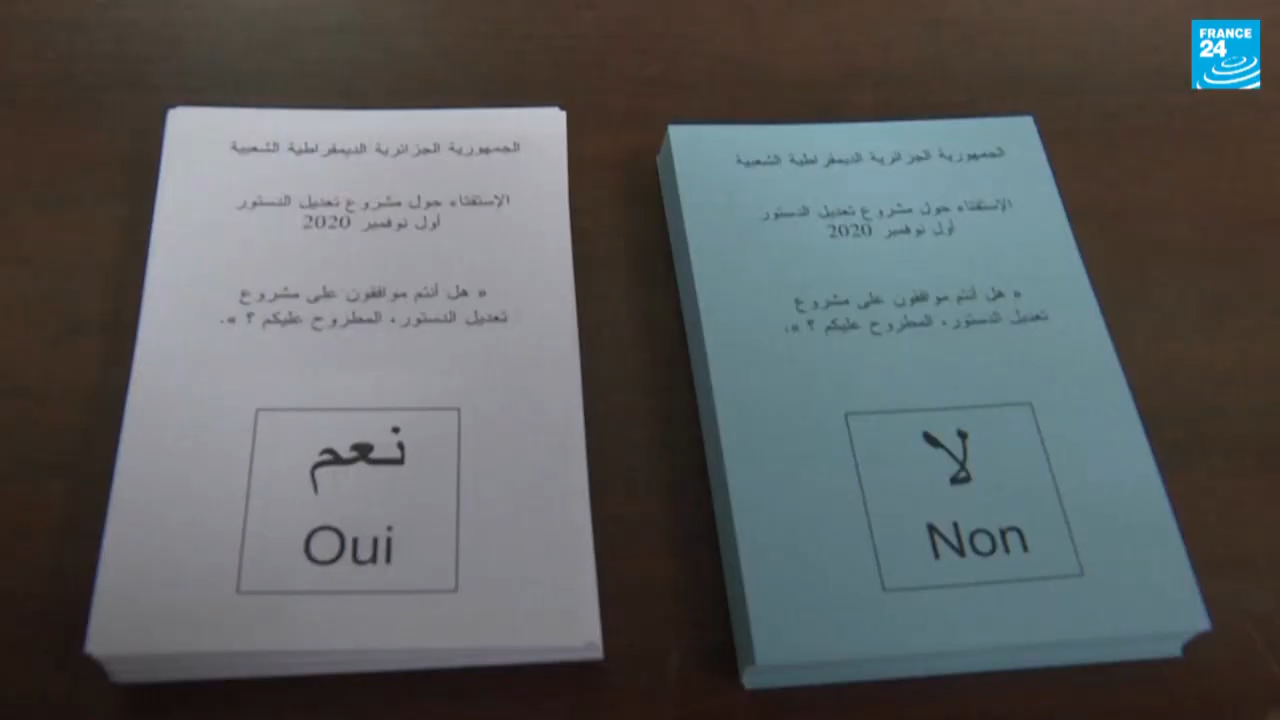 FRANCE
24
الجمهورية الجزائرية الديمقراطية الشعبية
الإستفتاء حول مشروع تعديل الدستور
أول نوفمبر 2020
« هل أنتم موافقون على مشروع
تعديل الدستور، المطروح عليكم ؟ ».
نعم
Oui
الجمهورية الجزائرية الديمقراطية الشعبية
الإستفتاء حول مشروع تعديل الدستور
أول نوفمبر 2020
« هل أنتم موافقون على مشروع
تعديل الدستور، المطروح عليكم ؟ ».
لا
Non